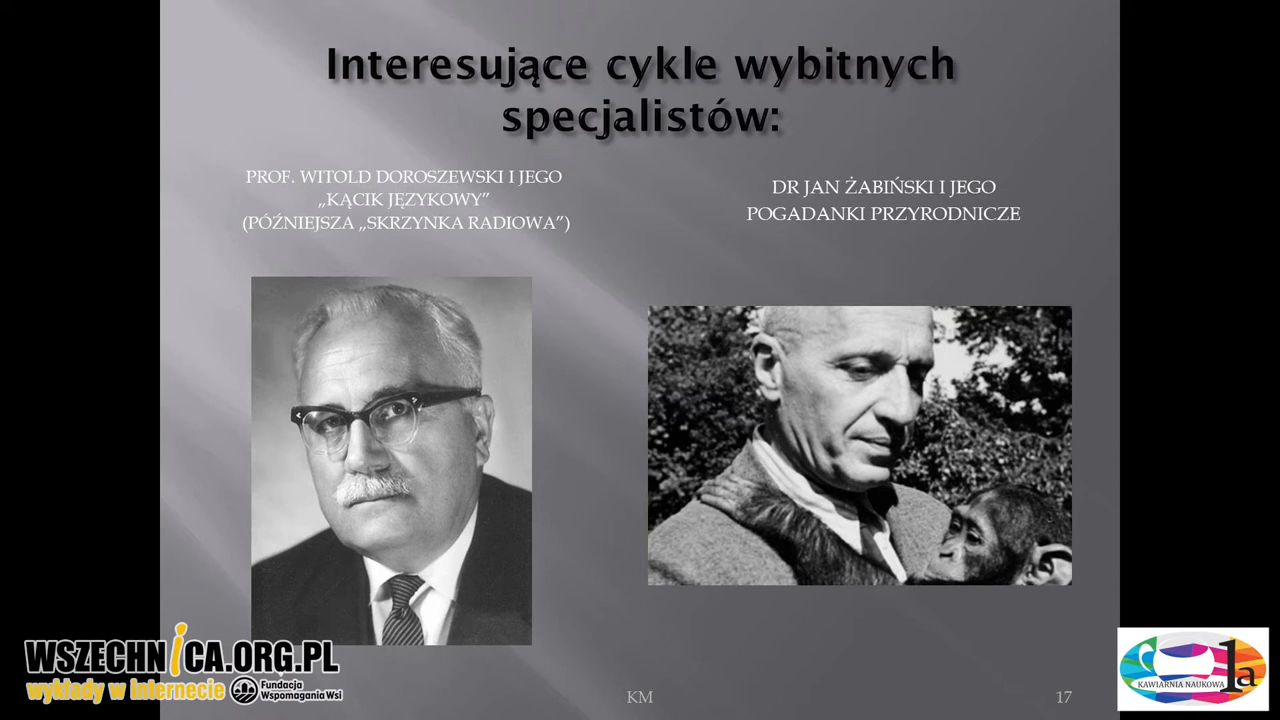 Interesujące cykle wybitnych
specjalistów:
PROF. WITOLD DOROSZEWSKI I JEGO
„KĄCIK JĘZYKOWY”
(PÓŹNIEJSZA „SKRZYNKA RADIOWA”)
DR JAN ŻABIŃSKI I JEGO
POGADANKI PRZYRODNICZE
WSZECHNiCA.ORG.PL
wykłady w internecie
Fundacja
Wspomagania Wsi
KM
17
KAWIARNIA NAUKOWA
1a